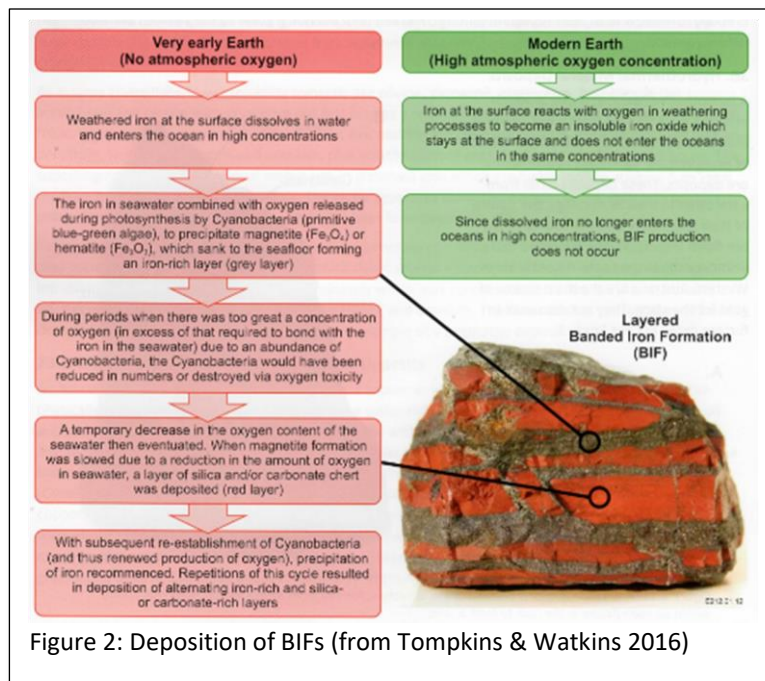 Very early Earth
(No atmospheric oxygen)
Weathered iron at the surface dissolves in water
and enters the ocean in high concentrations
The iron in seawater combined with oxygen released
during photosynthesis by Cyanobacteria (primitive
blue-green algae), to precipitate magnetite (Fe₃O₄) or
hematite (Fe₃O₇), which sank to the seafloor forming
an iron-rich layer (grey layer)
During periods when there was too great a concentration
of oxygen (in excess of that required to bond with the
iron in the seawater) due to an abundance of
Cyanobacteria, the Cyanobacteria would have been
reduced in numbers or destroyed via oxygen toxicity
A temporary decrease in the oxygen content of the
seawater then eventuated. When magnetite formation
was slowed due to a reduction in the amount of oxygen
in seawater, a layer of silica and/or carbonate chert
was deposited (red layer)
With subsequent re-establishment of Cyanobacteria
(and thus renewed production of oxygen), precipitation
of iron recommenced. Repetitions of this cycle resulted
in deposition of alternating iron-rich and silica-
or carbonate-rich layers
Modern Earth
(High atmospheric oxygen concentration)
Iron at the surface reacts with oxygen in weathering
processes to become an insoluble iron oxide which
stays at the surface and does not enter the oceans
in the same concentrations
Since dissolved iron no longer enters the
oceans in high concentrations, BIF production
does not occur
Layered
Banded Iron Formation
(BIF)
Figure 2: Deposition of BIFs (from Tompkins & Watkins 2016)